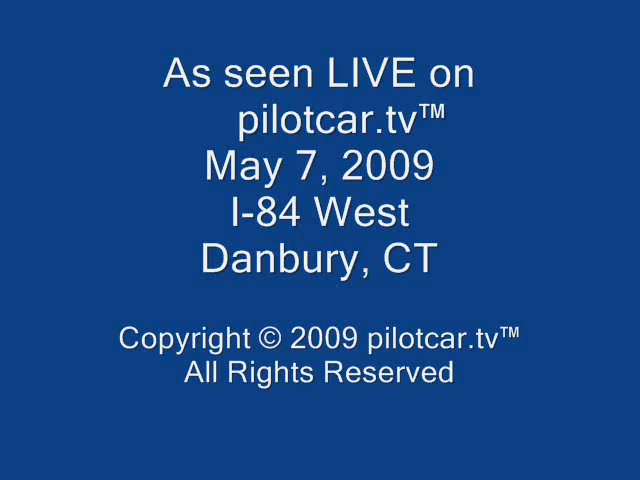 As seen LIVE on
pilotcar.tv™
May 7, 2009
I-84 West
Danbury, CT
Copyright © 2009 pilotcar.tv™
All Rights Reserved